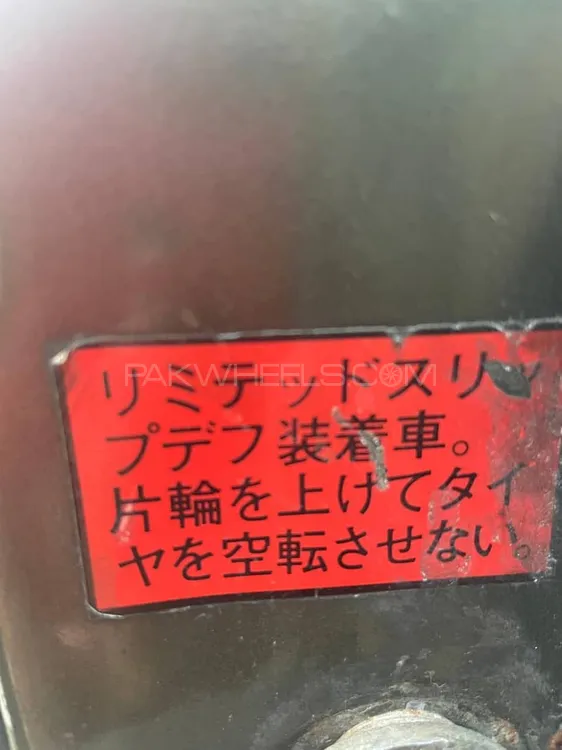 PAKWHEELS.COM
リミテッドスリッ
プデフ装着車。
片輪を上げてタイ
ヤを空転させない。